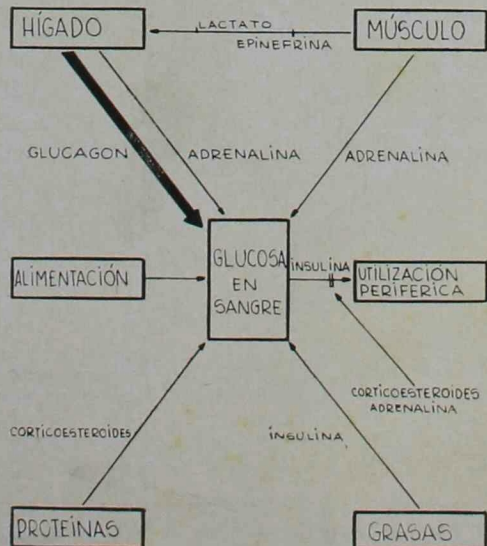 HÍGADO
LACTATO
EPINEFRINA
MÚSCULO
GLUCAGON
ADRENALINA
ADRENALINA
ALIMENTACIÓN
GLUCOSA
EN
SANGRE
INSULINA
UTILIZACIÓN
PERIFERICA
CORTICOESTEROIDES
ADRENALINA
CORTICOESTEROIDES
INSULINA
PROTEÍNAS
GRASAS